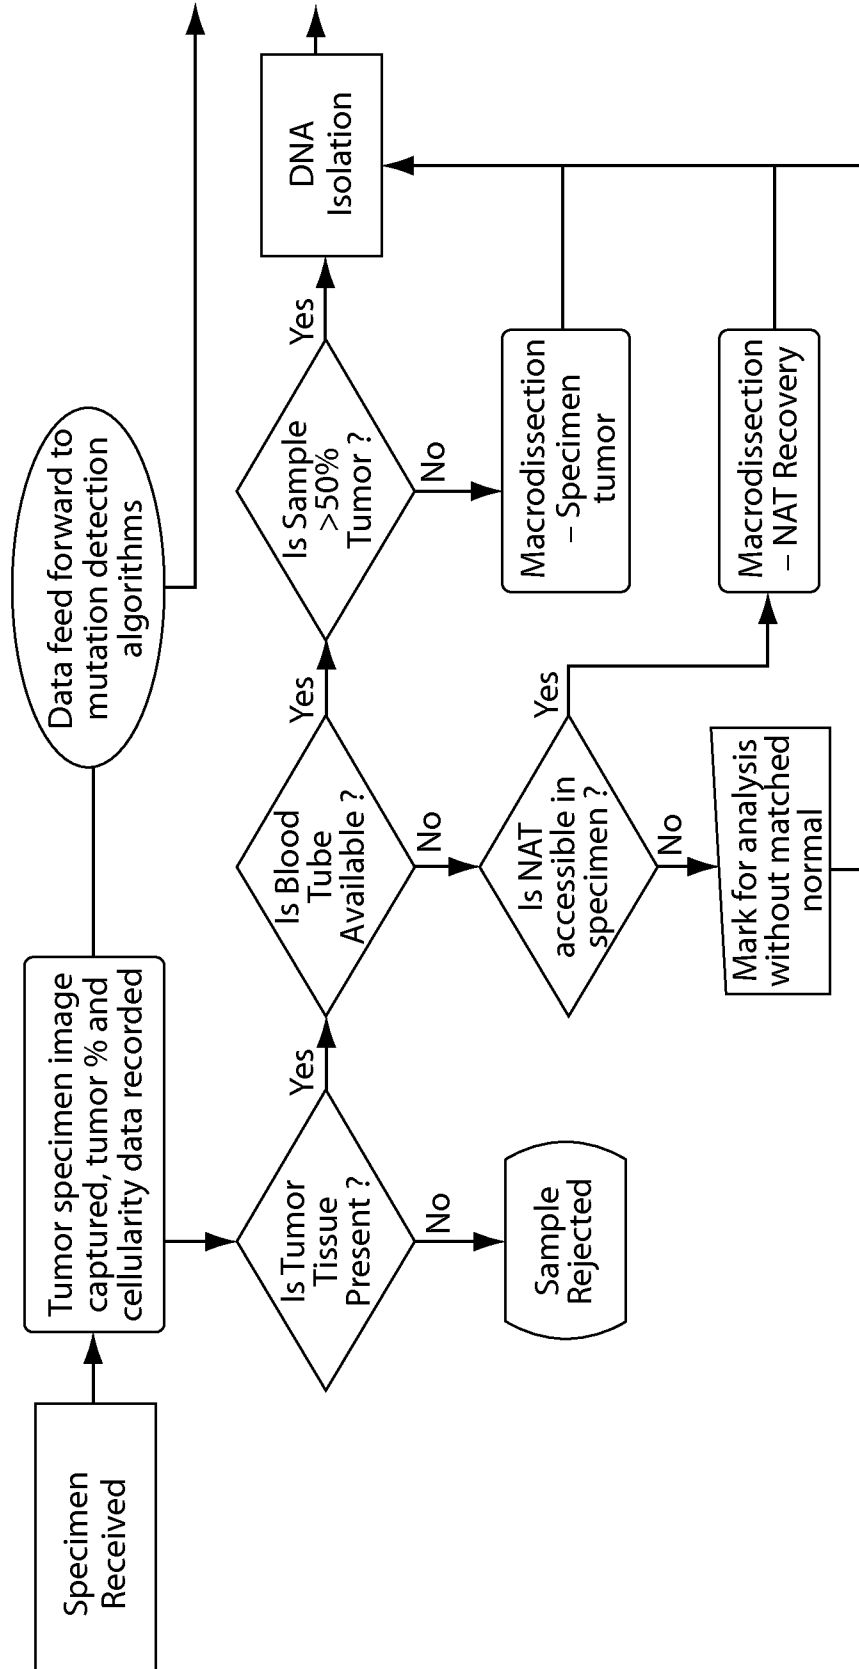 Specimen
Received
Tumor specimen image
captured, tumor % and
cellularity data recorded
Data feed forward to
mutation detection
algorithms
Is Tumor
Tissue
Present ?
Yes
No
Sample
Rejected
Is Blood
Tube
Available ?
Yes
No
Is NAT
accessible in
specimen ?
Yes
No
Mark for analysis
without matched
normal
Is Sample
>50%
Tumor ?
Yes
No
Macrodissection
– Specimen
tumor
Macrodissection
– NAT Recovery
DNA
Isolation